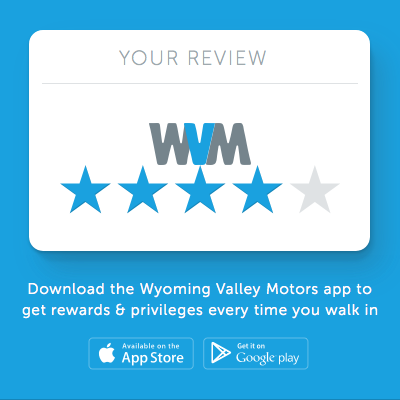 YOUR REVIEW
WVM
Download the Wyoming Valley Motors app to
get rewards & privileges every time you walk in
Available on the
App Store
Get it on
Google play